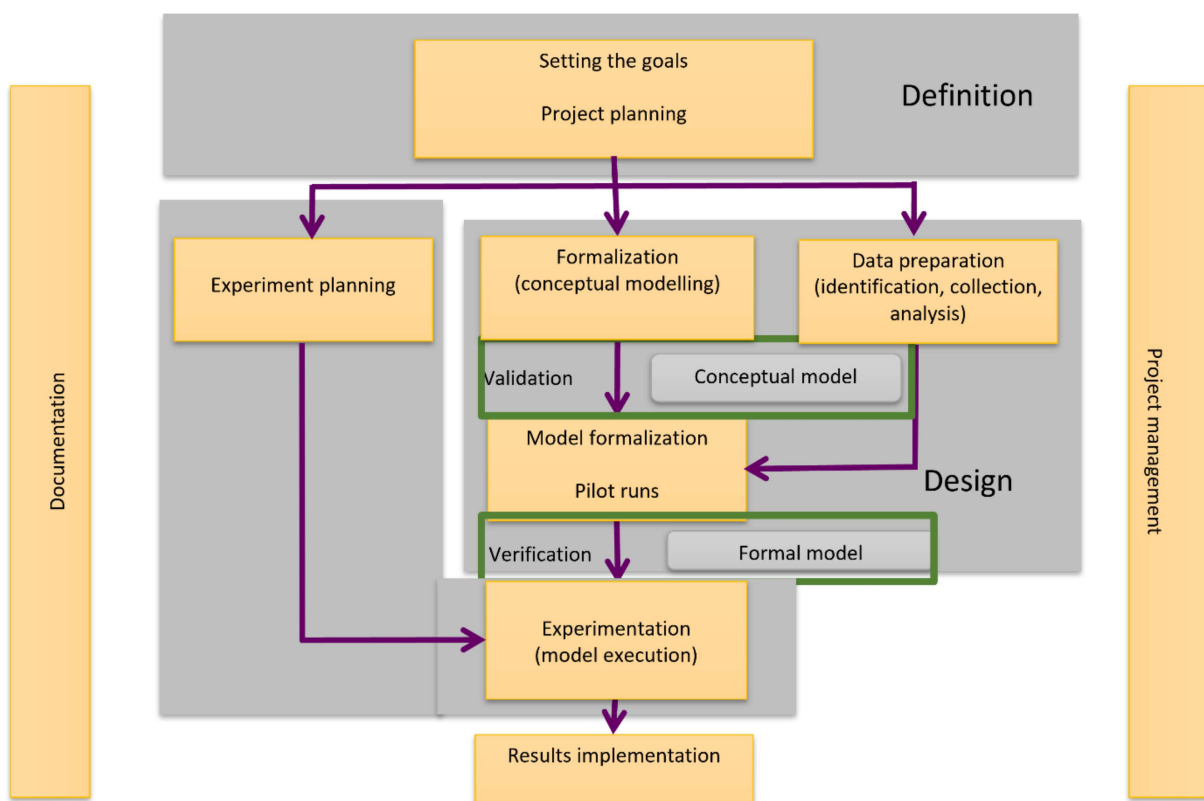 Setting the goals
Project planning
Definition
Documentation
Project management
Experiment planning
Formalization
(conceptual modelling)
Data preparation
(identification, collection,
analysis)
Validation
Conceptual model
Model formalization
Pilot runs
Design
Verification
Formal model
Experimentation
(model execution)
Results implementation